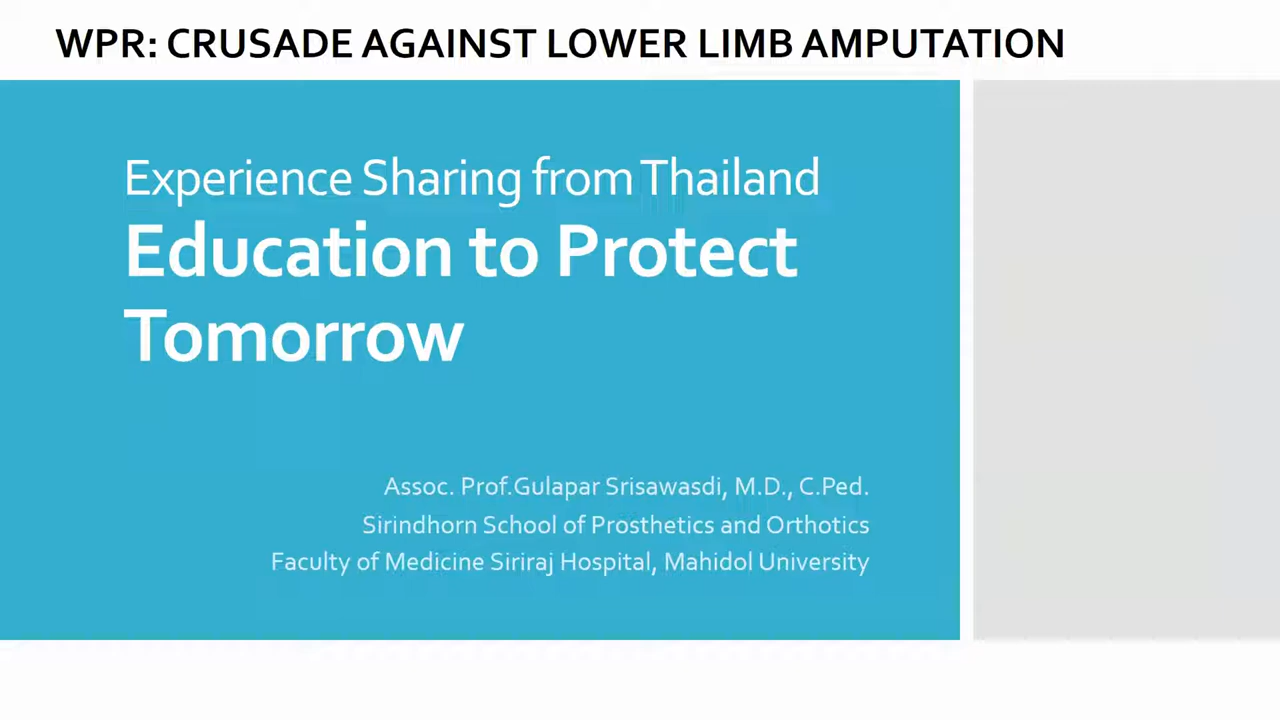 WPR: CRUSADE AGAINST LOWER LIMB AMPUTATION
Experience Sharing from Thailand
Education to Protect
Tomorrow
Assoc. Prof.Gulapar Srisawasdi, M.D., C.Ped.
Sirindhorn School of Prosthetics and Orthotics
Faculty of Medicine Siriraj Hospital, Mahidol University